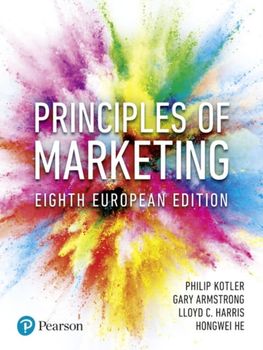 PRINCIPLES OF
MARKETING
EIGHTH EUROPEAN EDITION
PHILIP KOTLER
GARY ARMSTRONG
LLOYD C. HARRIS
HONGWEI HE
Pearson